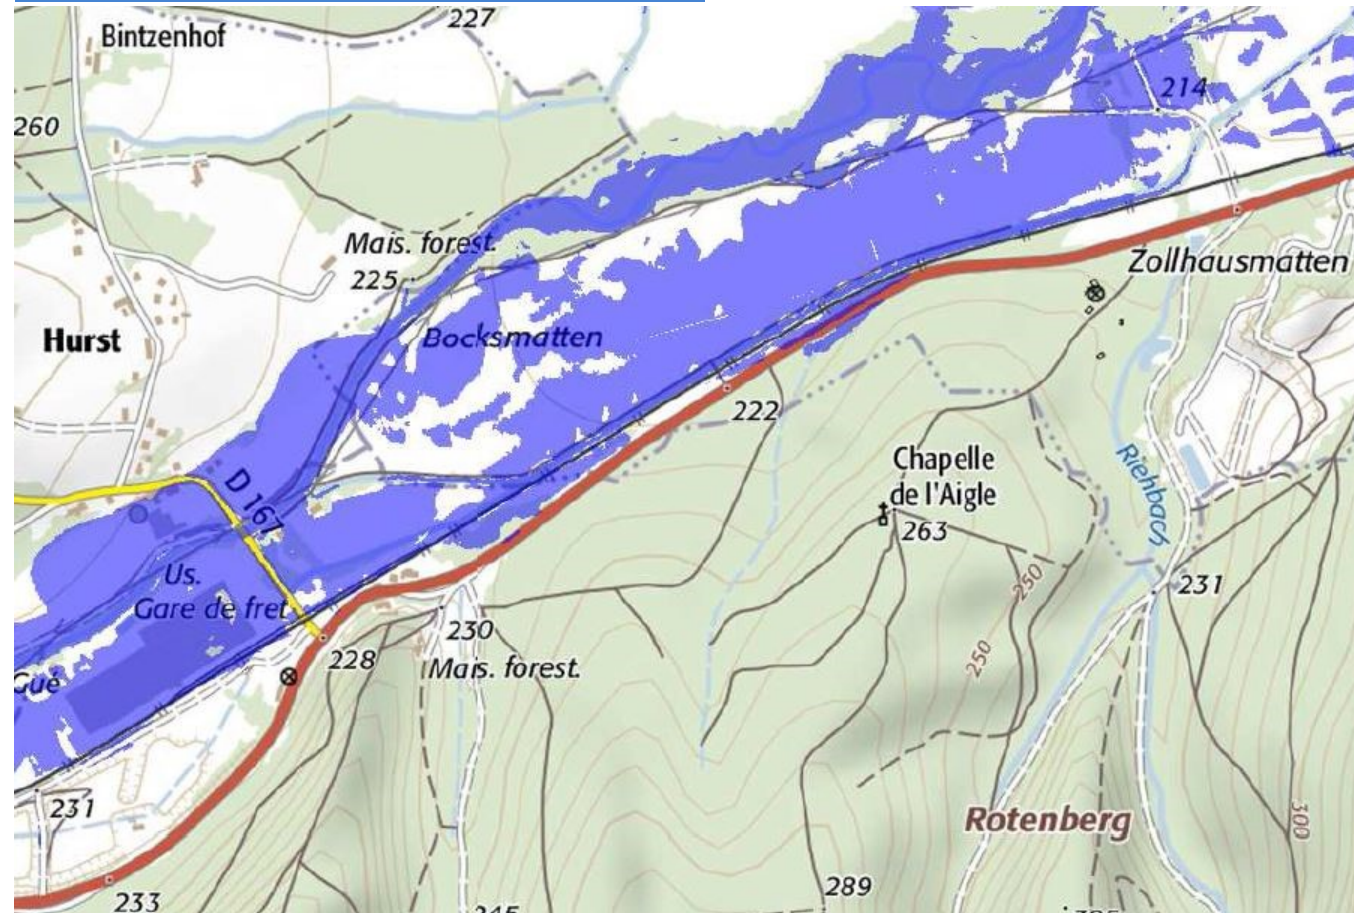 227
Bintzenhof
214
260
Mais. forest.
225
Zollhausmatten
Hurst
Bocksmatten
222
Riehbach
Chapelle
de l'Aigle
263
D 167
Us.
Gare de fret
250
231
230
228
Mais. forest.
250
Gué
231
Rotenberg
300
289
233